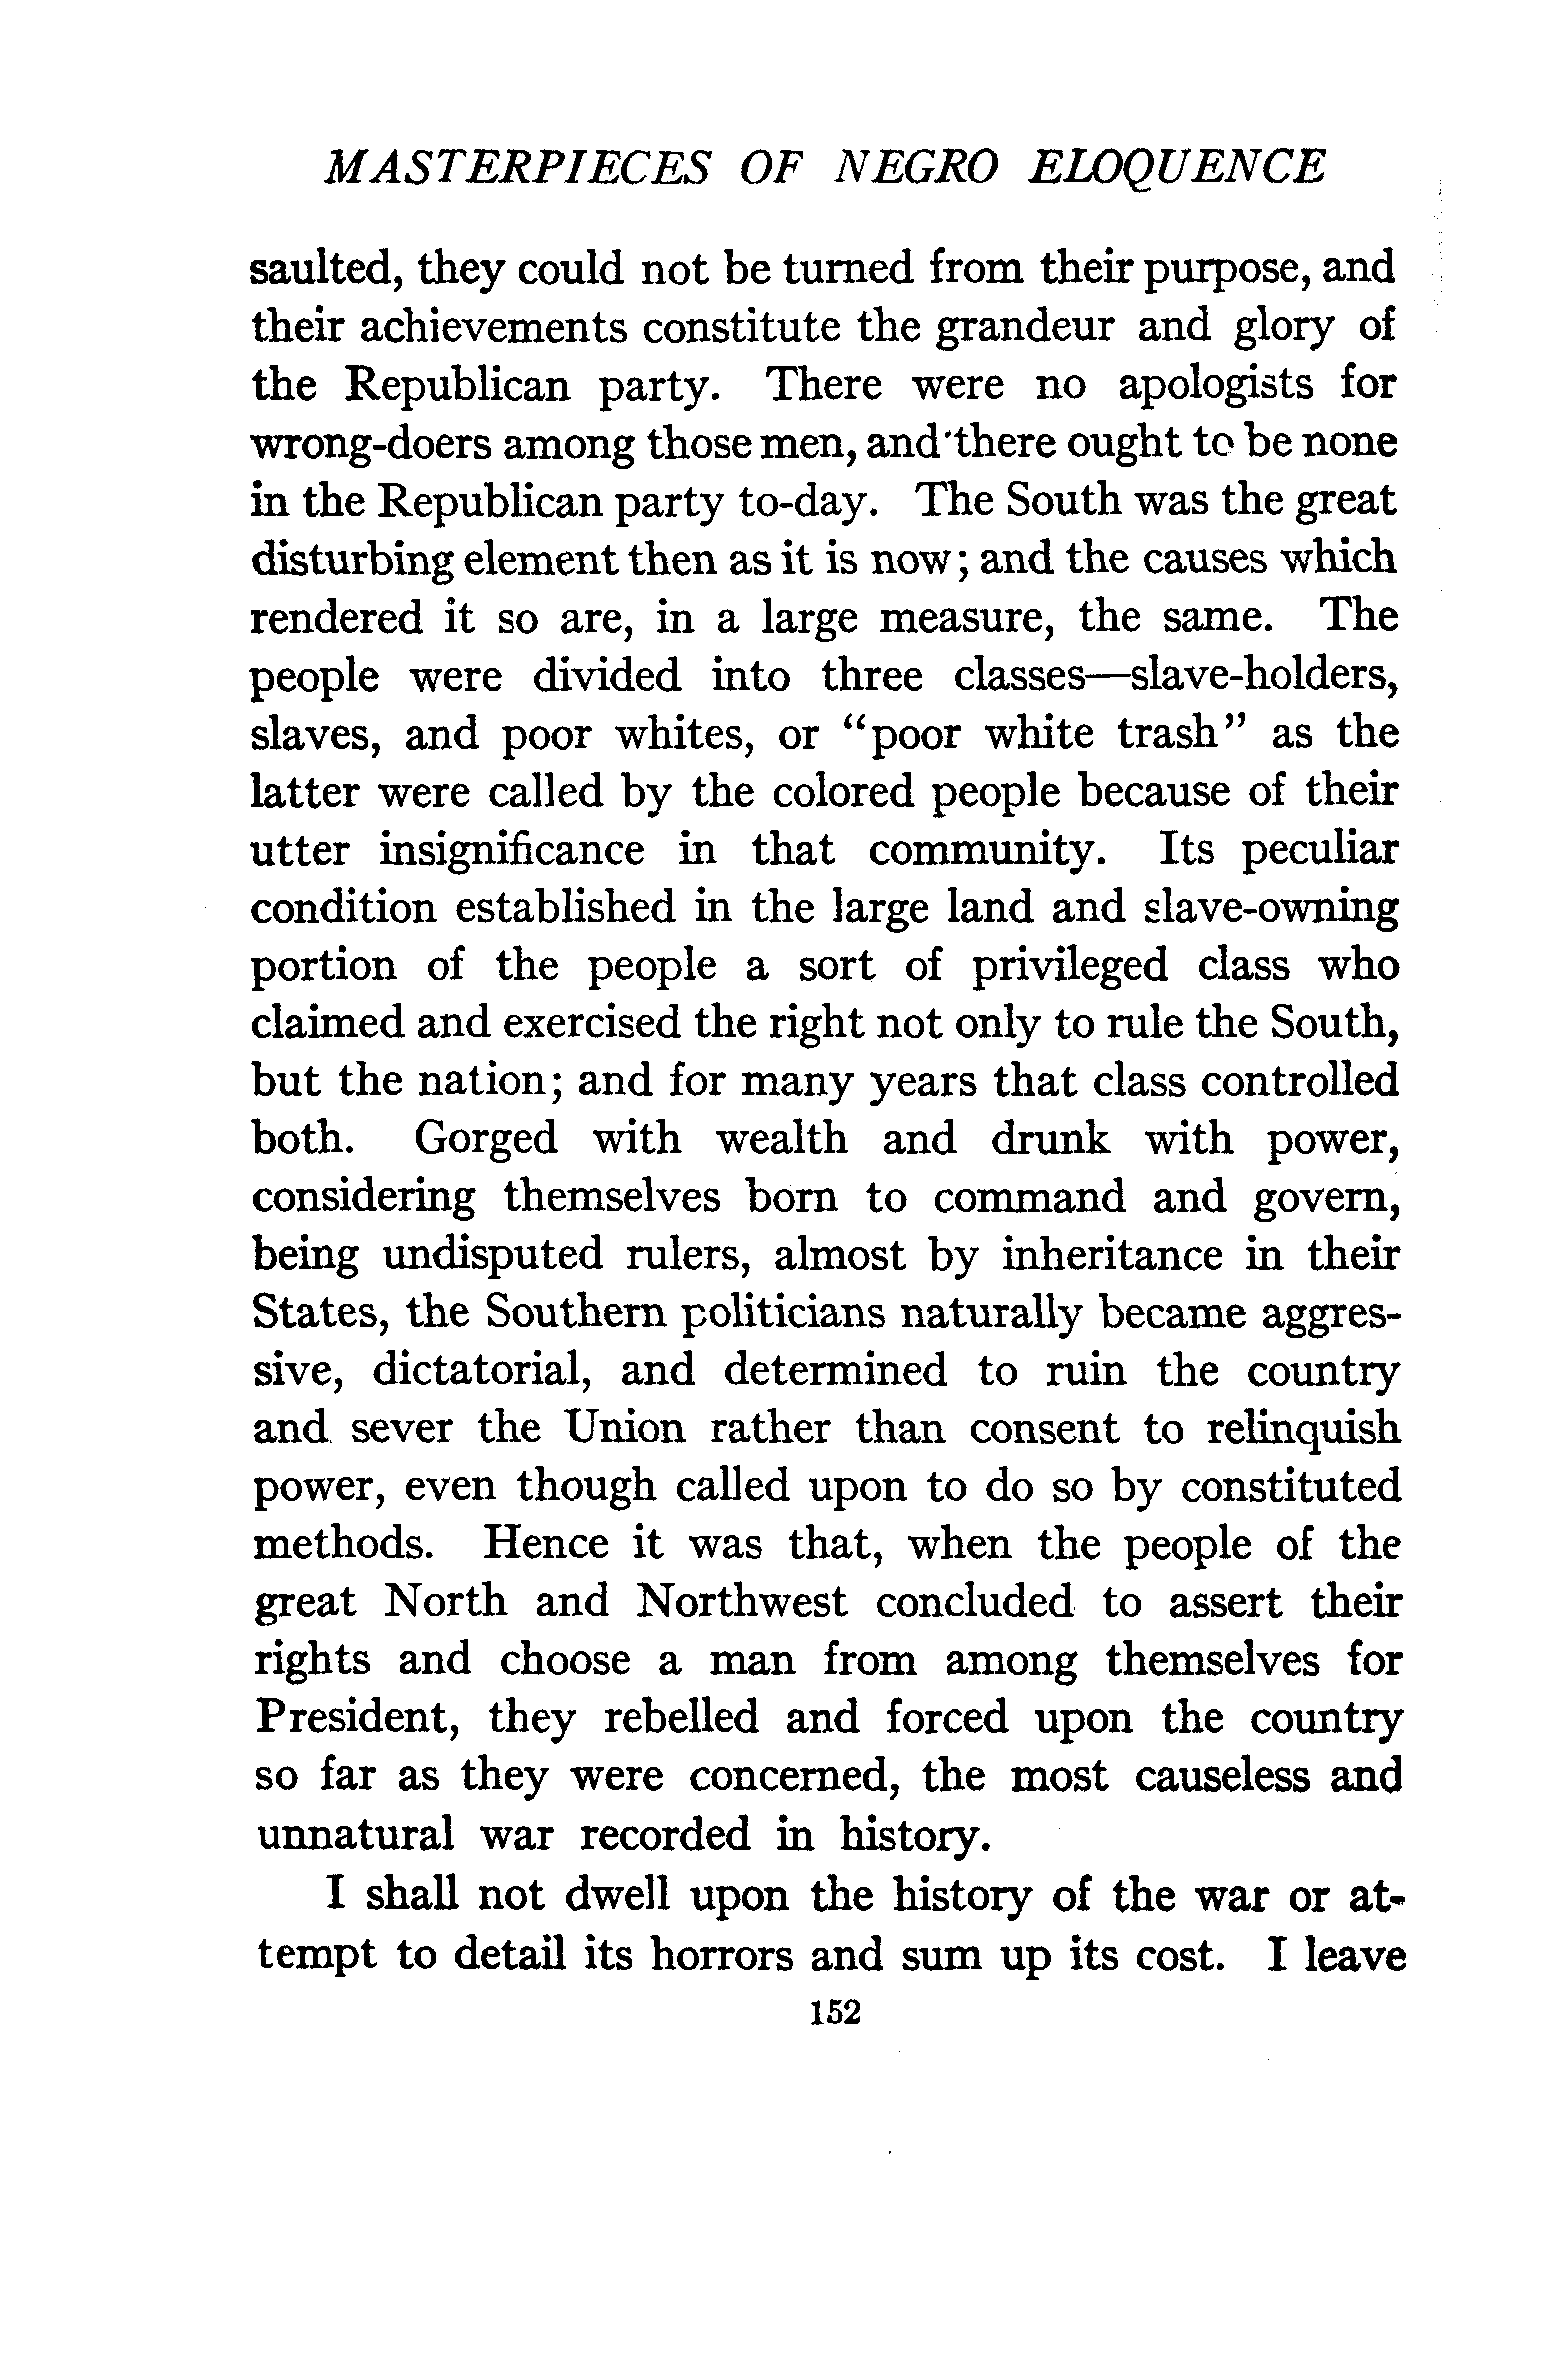 MASTERPIECES OF NEGRO ELOQUENCE
saulted, they could not be turned from their purpose, and
their achievements constitute the grandeur and glory of
the Republican party. There were no apologists for
wrong-doers among those men, and there ought to be none
in the Republican party to-day. The South was the great
disturbing element then as it is now; and the causes which
rendered it so are, in a large measure, the same. The
people were divided into three classes—slave-holders,
slaves, and poor whites, or “poor white trash” as the
latter were called by the colored people because of their
utter insignificance in that community. Its peculiar
condition established in the large land and slave-owning
portion of the people a sort of privileged class who
claimed and exercised the right not only to rule the South,
but the nation; and for many years that class controlled
both. Gorged with wealth and drunk with power,
considering themselves born to command and govern,
being undisputed rulers, almost by inheritance in their
States, the Southern politicians naturally became aggres-
sive, dictatorial, and determined to ruin the country
and sever the Union rather than consent to relinquish
power, even though called upon to do so by constituted
methods. Hence it was that, when the people of the
great North and Northwest concluded to assert their
rights and choose a man from among themselves for
President, they rebelled and forced upon the country
so far as they were concerned, the most causeless and
unnatural war recorded in history.
I shall not dwell upon the history of the war or at-
tempt to detail its horrors and sum up its cost. I leave
152